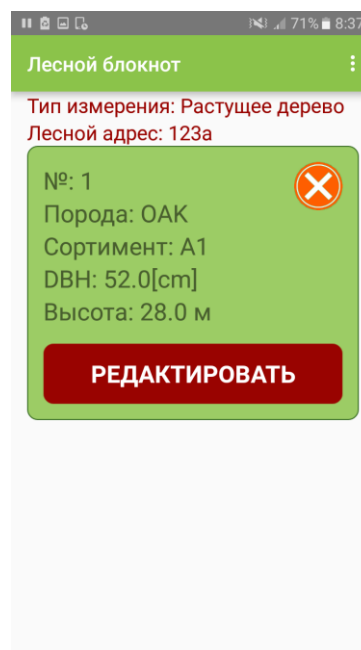 71% 8:37
Лесной блокнот
Тип измерения: Растущее дерево
Лесной адрес: 123а
№: 1
Порода: OAK
Сортимент: A1
DBH: 52.0[cm]
Высота: 28.0 м
РЕДАКТИРОВАТЬ